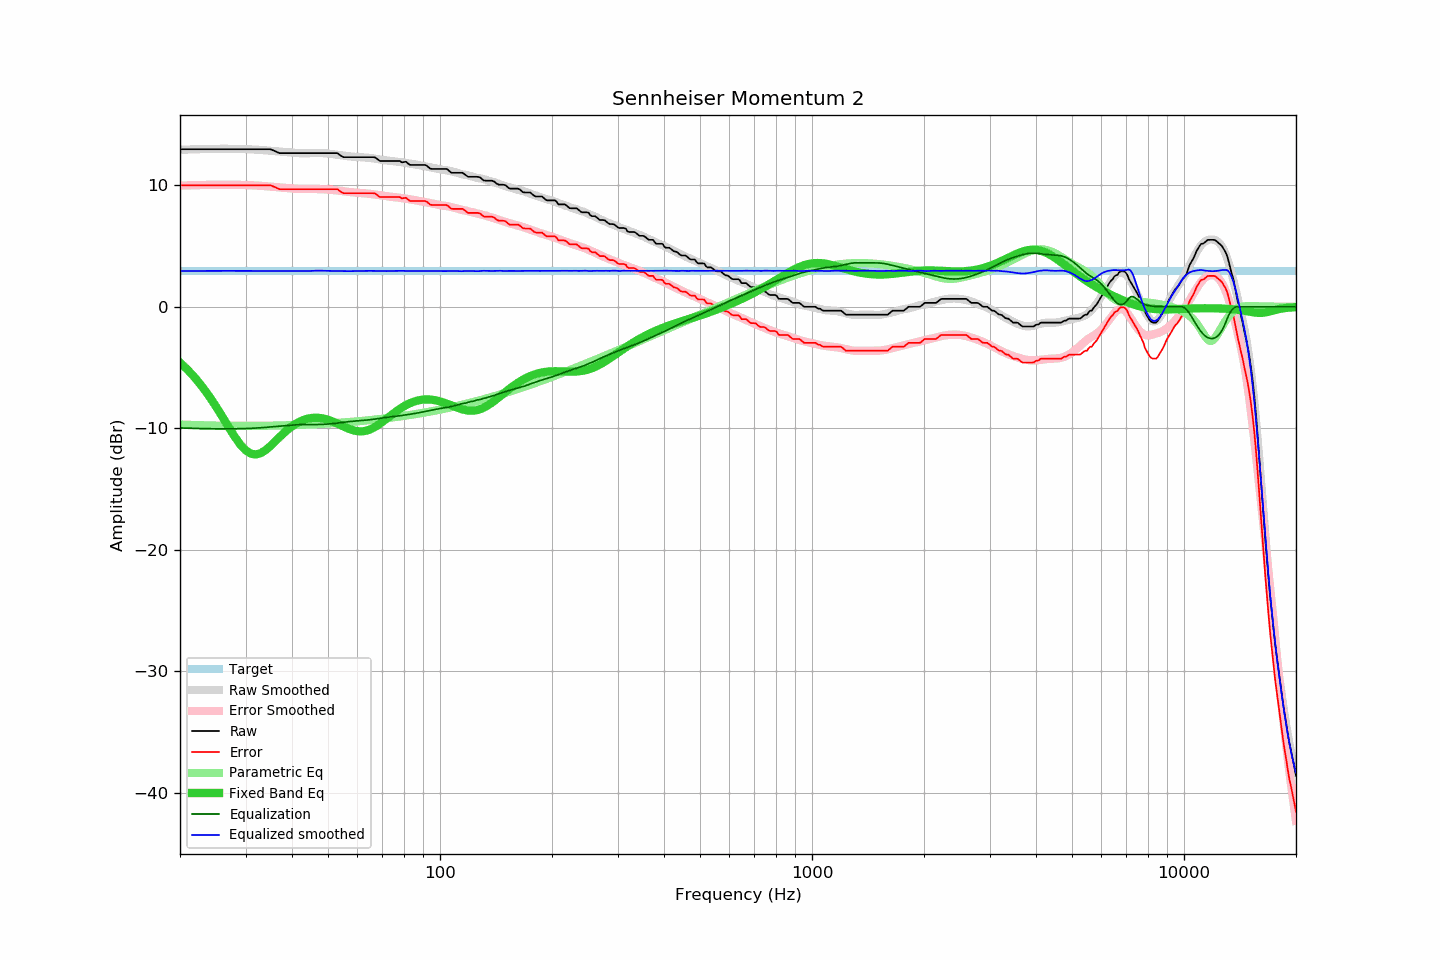 Sennheiser Momentum 2
Amplitude (dBr)
10
0
−10
−20
−30
−40
Target
Raw Smoothed
Error Smoothed
Raw
Error
Parametric Eq
Fixed Band Eq
Equalization
Equalized smoothed
100 1000 10000
Frequency (Hz)